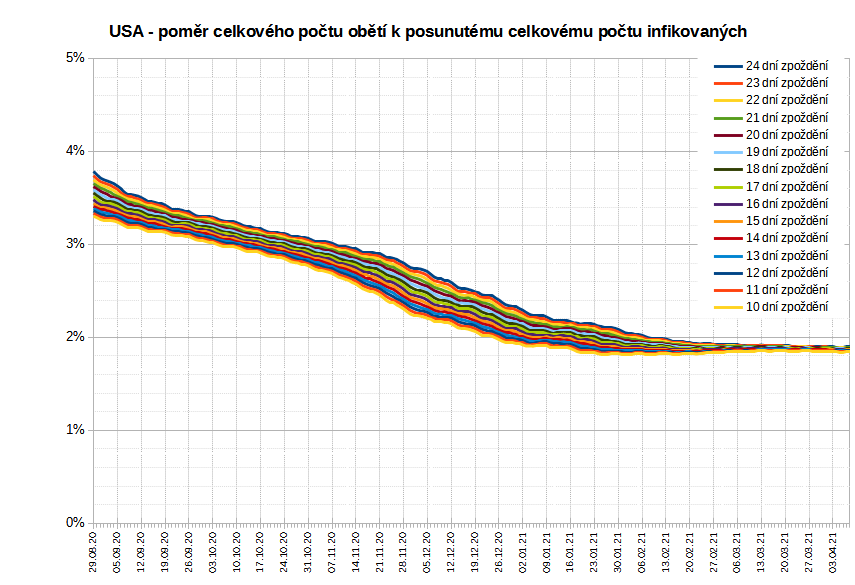 USA - poměr celkového počtu obětí k posunutému celkovému počtu infikovaných
5%
4%
3%
2%
1%
0%
24 dní zpoždění
23 dní zpoždění
22 dní zpoždění
21 dní zpoždění
20 dní zpoždění
19 dní zpoždění
18 dní zpoždění
17 dní zpoždění
16 dní zpoždění
15 dní zpoždění
14 dní zpoždění
13 dní zpoždění
12 dní zpoždění
11 dní zpoždění
10 dní zpoždění
29.08.20
05.09.20
12.09.20
19.09.20
26.09.20
03.10.20
10.10.20
17.10.20
24.10.20
31.10.20
07.11.20
14.11.20
21.11.20
28.11.20
05.12.20
12.12.20
19.12.20
26.12.20
02.01.21
09.01.21
16.01.21
23.01.21
30.01.21
06.02.21
13.02.21
20.02.21
27.02.21
06.03.21
13.03.21
20.03.21
27.03.21
03.04.21